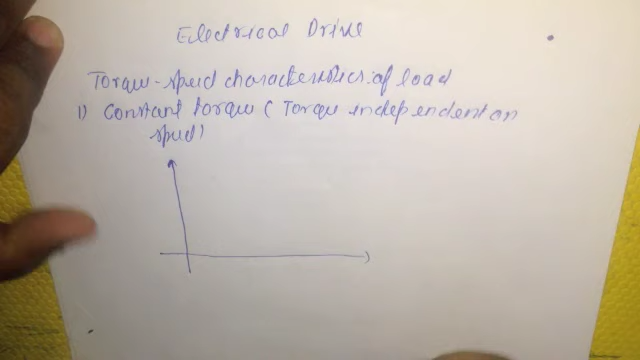 Electrical Drive
Torque-speed characteristics of load
1) Constant torque ( Torque independent on
speed)